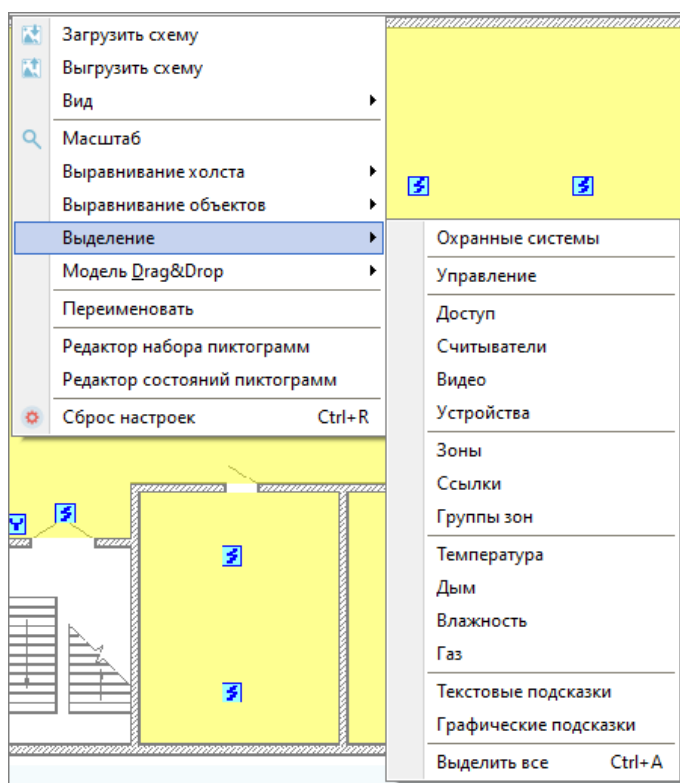 Загрузить схему
Выгрузить схему
Вид
Масштаб
Выравнивание холста
Выравнивание объектов
Выделение
Модель Drag&Drop
Переименовать
Редактор набора пиктограмм
Редактор состояний пиктограмм
Сброс настроек Ctrl+R
Охранные системы
Управление
Доступ
Считыватели
Видео
Устройства
Зоны
Ссылки
Группы зон
Температура
Дым
Влажность
Газ
Текстовые подсказки
Графические подсказки
Выделить все Ctrl+A